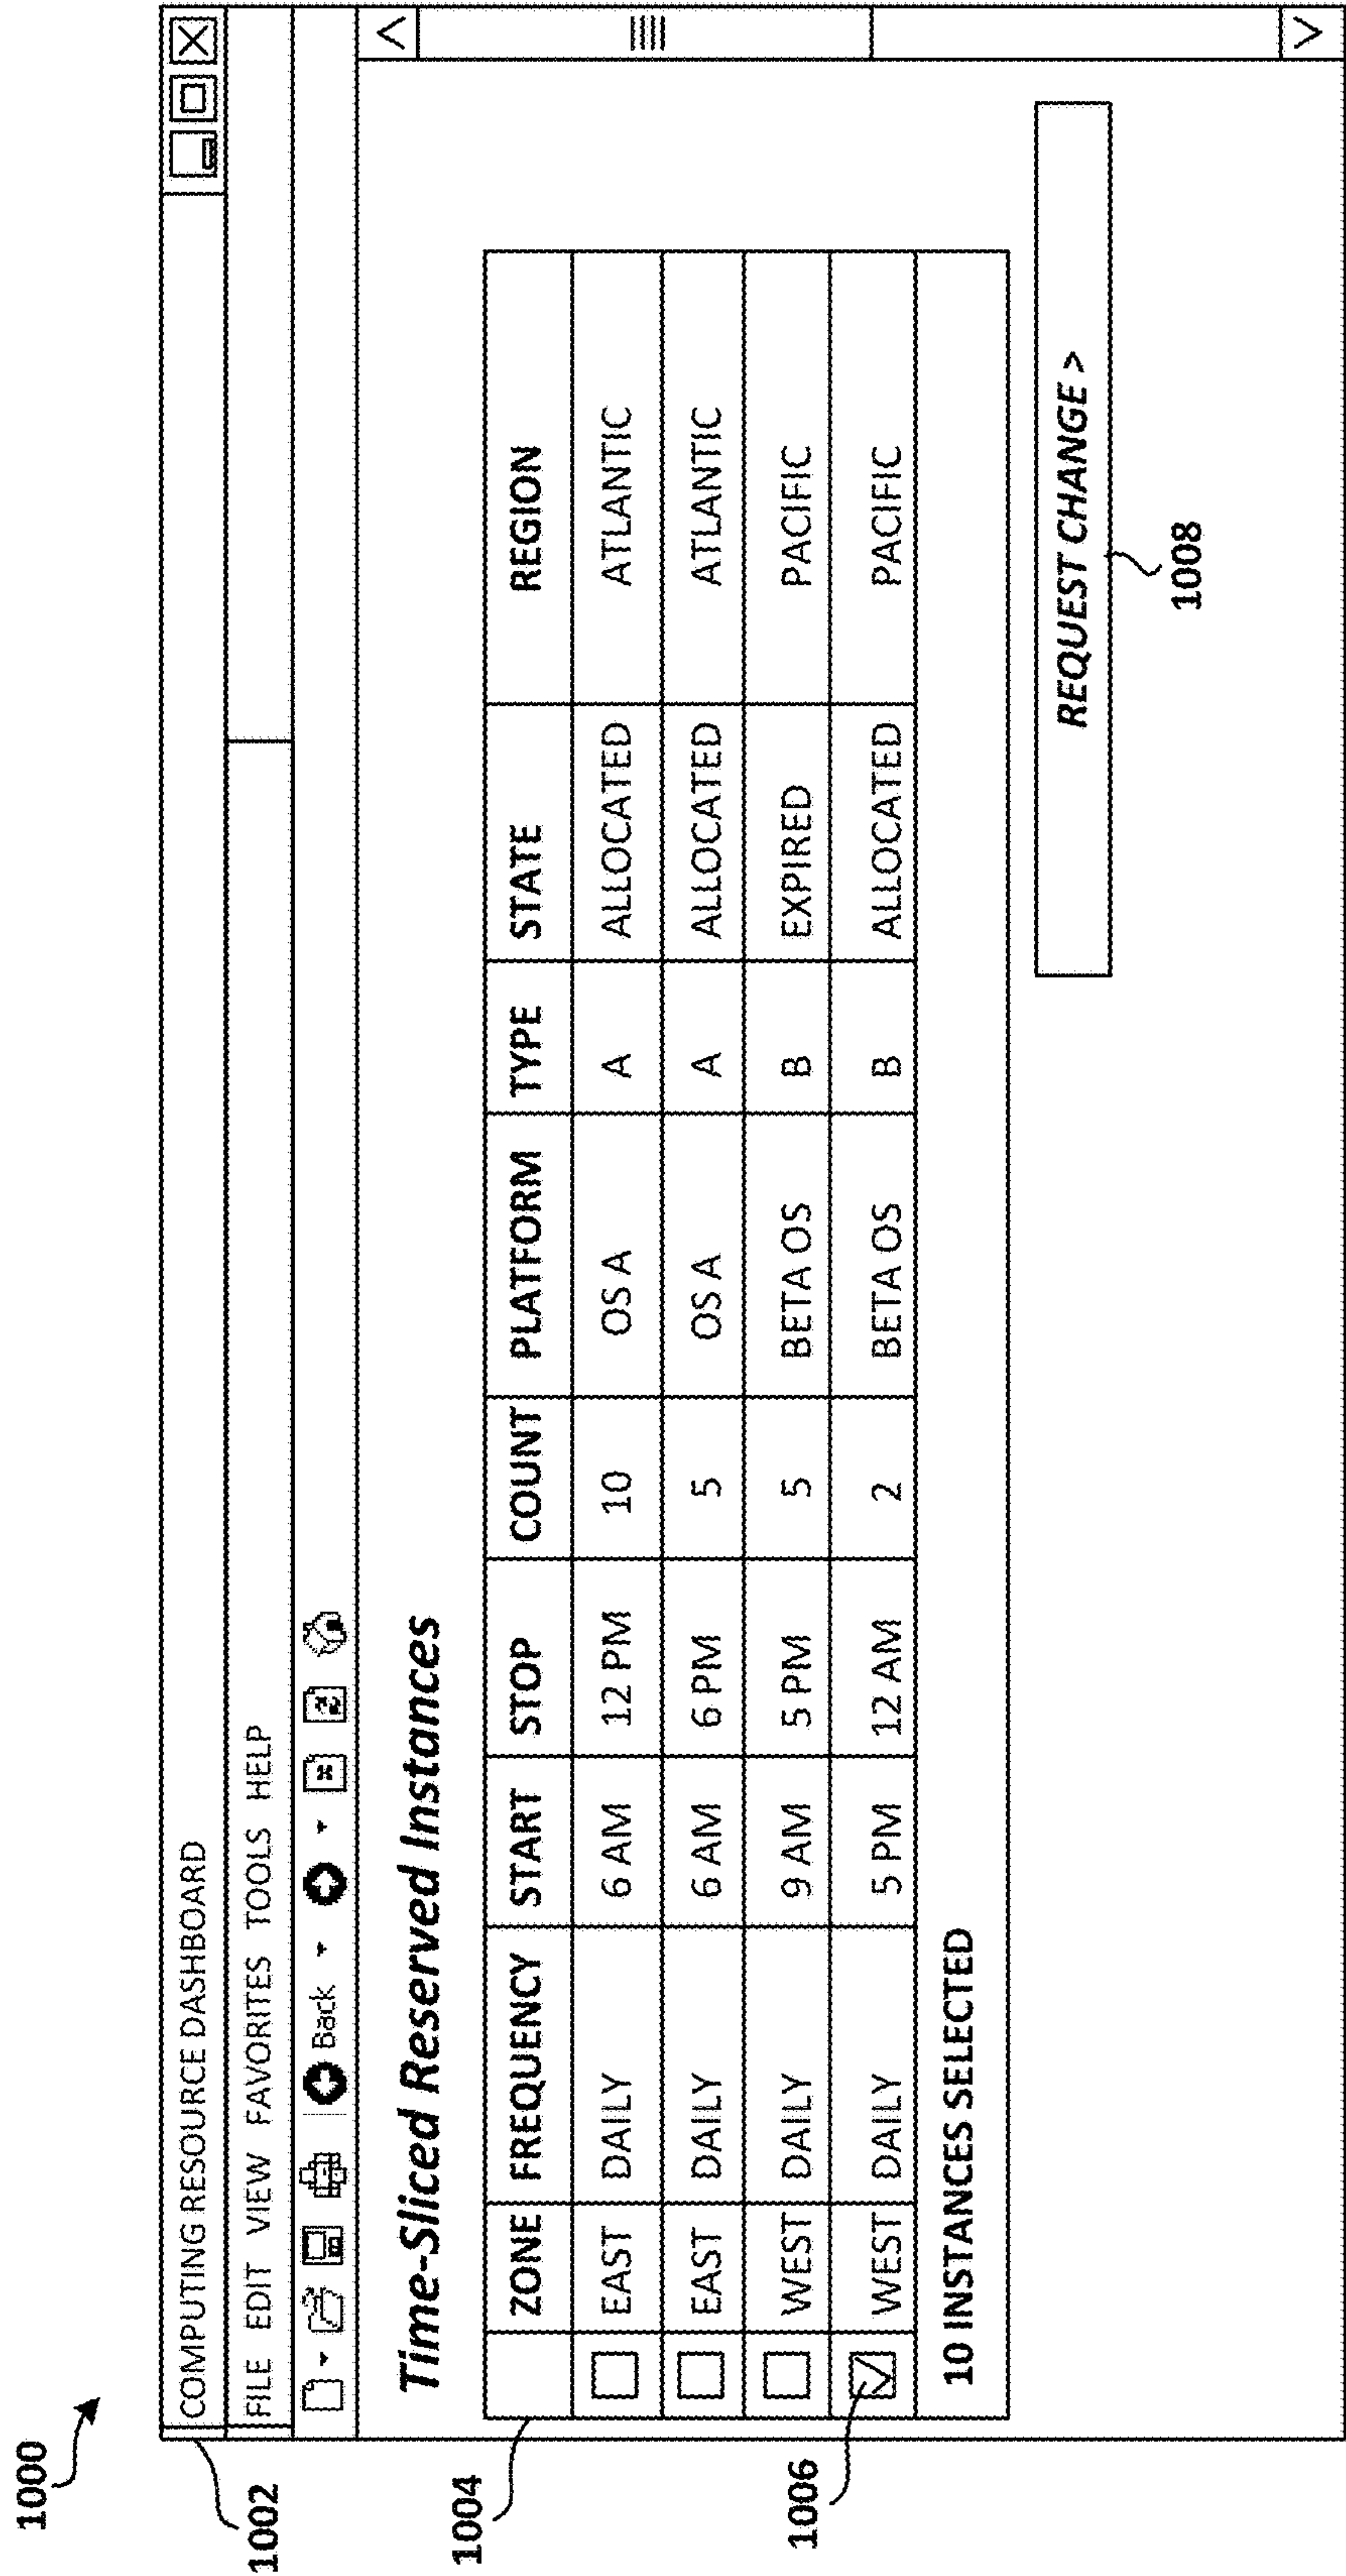 1000
1002
COMPUTING RESOURCE DASHBOARD
FILE EDIT VIEW FAVORITES TOOLS HELP
Back
Time-Sliced Reserved Instances
1004
ZONE FREQUENCY START STOP COUNT PLATFORM TYPE STATE REGION
EAST DAILY 6 AM 12 PM 10 OS A A ALLOCATED ATLANTIC
EAST DAILY 6 AM 6 PM 5 OS A A ALLOCATED ATLANTIC
WEST DAILY 9 AM 5 PM 5 BETA OS B EXPIRED PACIFIC
1006
WEST DAILY 5 PM 12 AM 2 BETA OS B ALLOCATED PACIFIC
10 INSTANCES SELECTED
REQUEST CHANGE >
1008